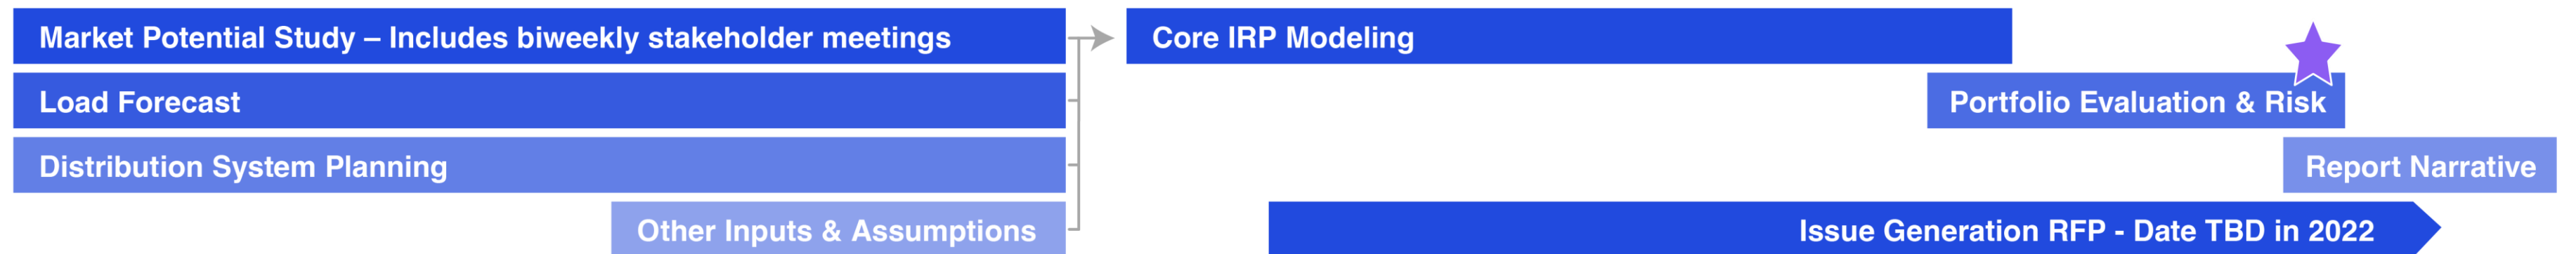 Market Potential Study – Includes biweekly stakeholder meetings
Core IRP Modeling
Load Forecast
Portfolio Evaluation & Risk
Distribution System Planning
Report Narrative
Other Inputs & Assumptions
Issue Generation RFP - Date TBD in 2022